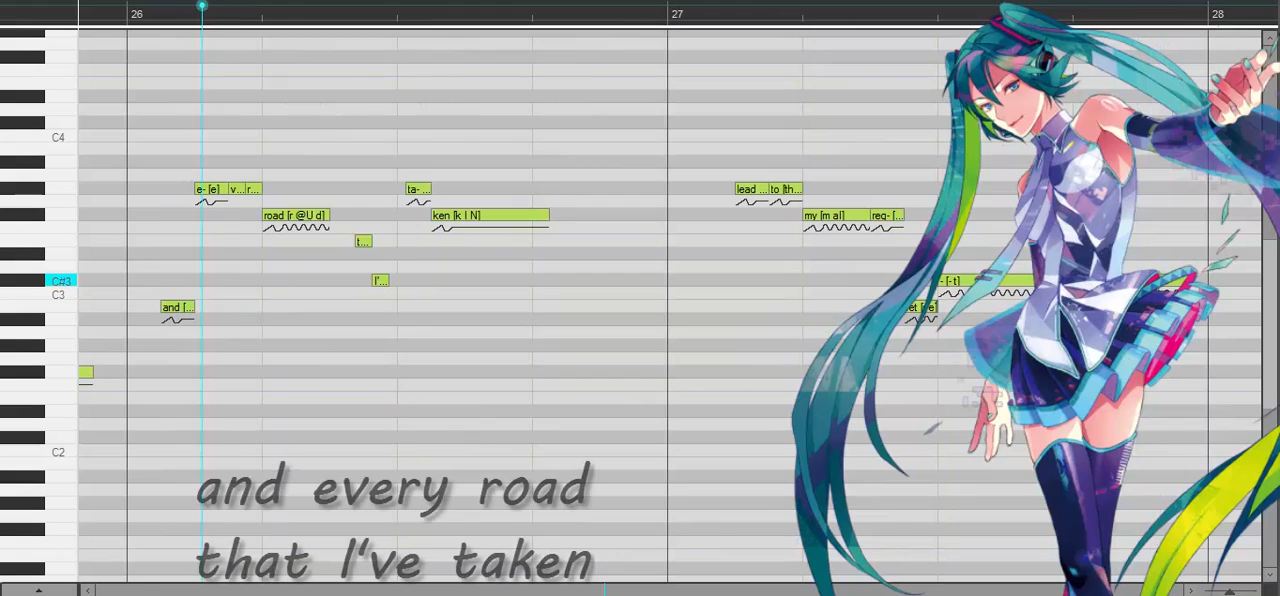 26 27 28
C4
e- [e] v... r... ta- ... lead ... to [th...
road [r @U d] ken [k I N] my [m aI] reg- [...
t...
C#3 I'... - [-t]
C3
and [...
C2
and every road
that I've taken